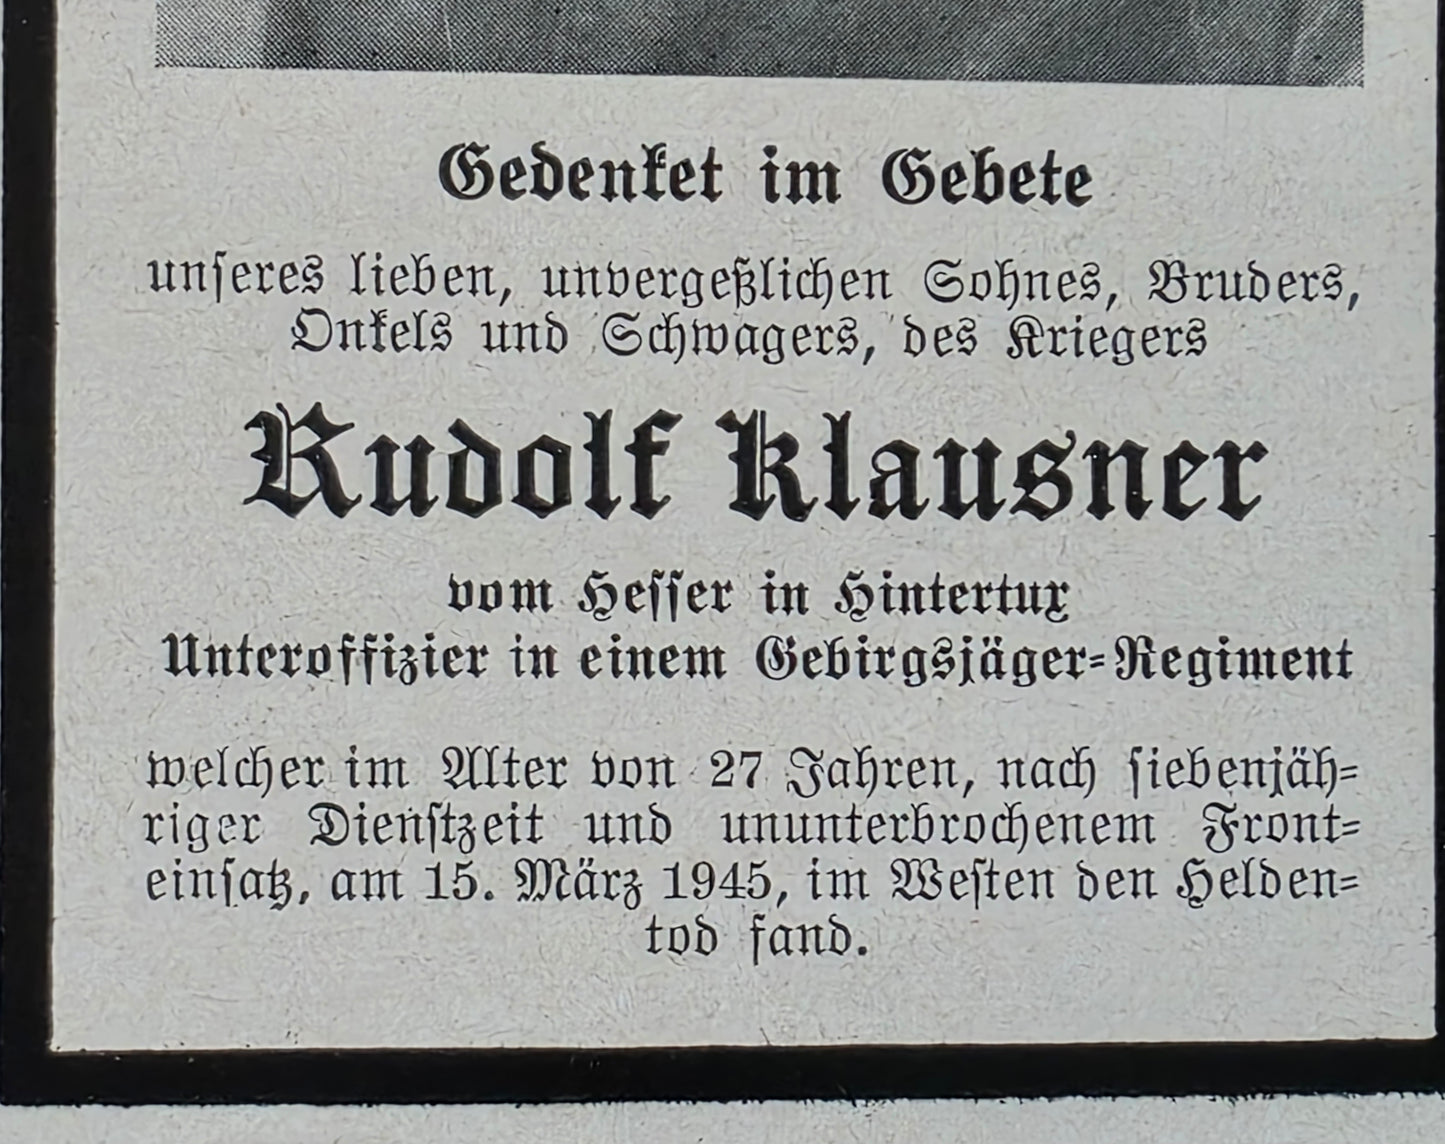 Gedenket im Gebete
unſeres lieben, unvergeßlichen Sohnes, Bruders,
Onkels und Schwagers, des Kriegers
Rudolf Klausner
vom Heſſer in Hintertux
Unteroffizier in einem Gebirgsjäger-Regiment
welcher im Alter von 27 Jahren, nach ſiebenjäh-
riger Dienſtzeit und ununterbrochenem Front-
einſatz, am 15. März 1945, im Weſten den Helden-
tod fand.